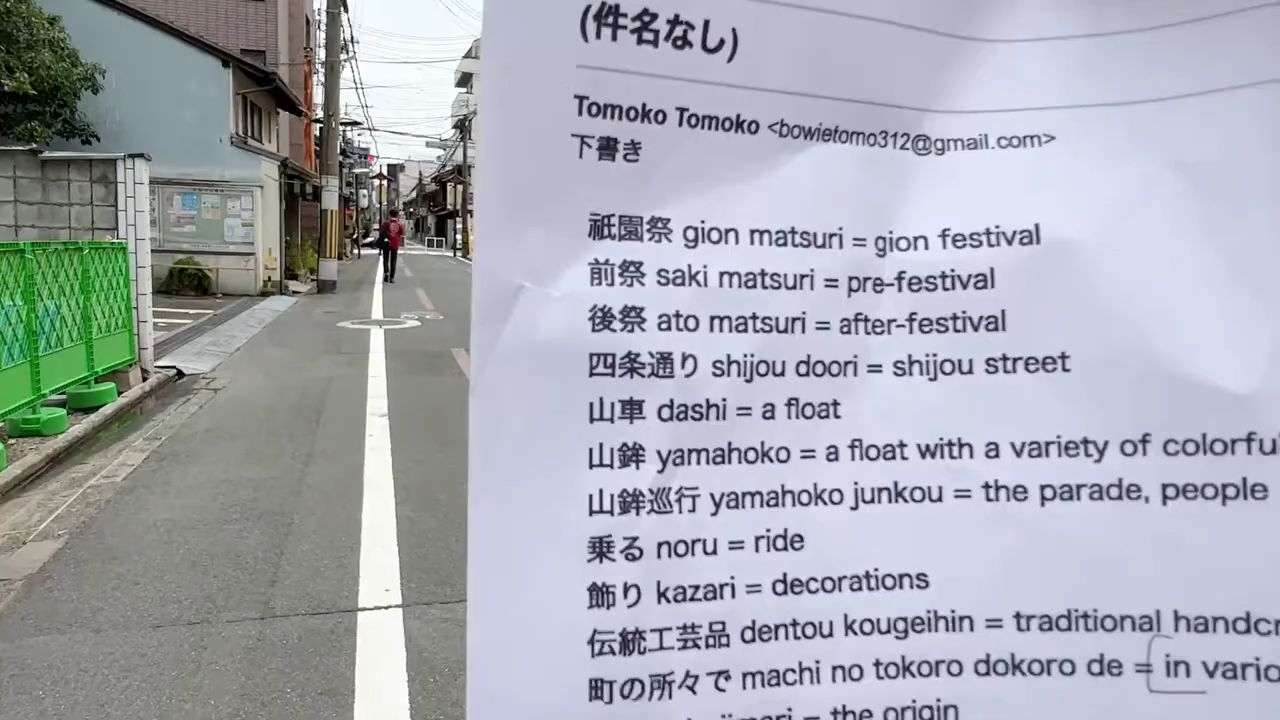 (件名なし)
Tomoko Tomoko <bowietomo312@gmail.com>
下書き
祇園祭 gion matsuri = gion festival
前祭 saki matsuri = pre-festival
後祭 ato matsuri = after-festival
四条通り shijou doori = shijou street
山車 dashi = a float
山鉾 yamahoko = a float with a variety of colorfu
山鉾巡行 yamahoko junkou = the parade, people
乗る noru = ride
飾り kazari = decorations
伝統工芸品 dentou kougeihin = traditional handcr
町の所々で machi no tokoro dokoro de = in vario
= the origin